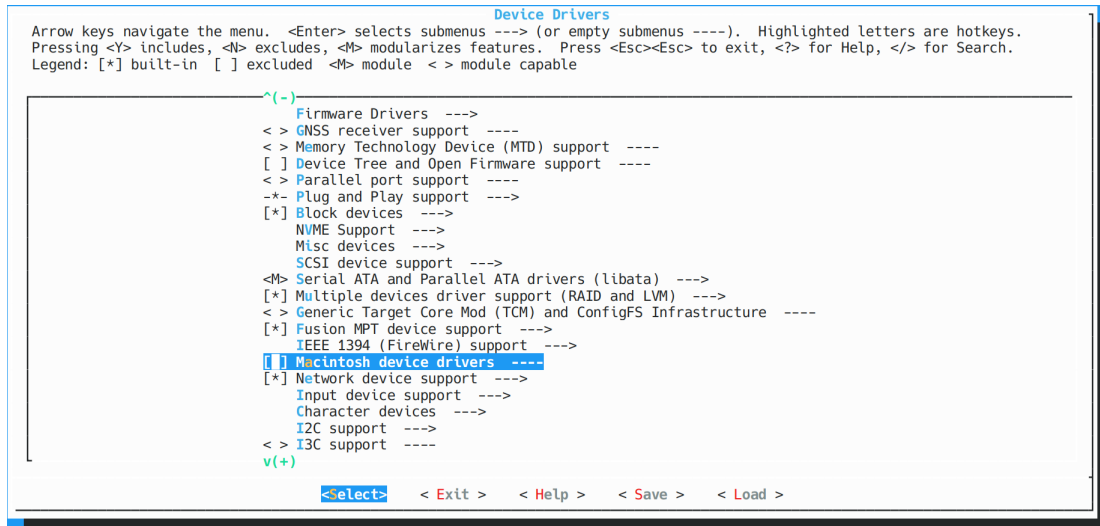 Device Drivers
Arrow keys navigate the menu.  <Enter> selects submenus ---> (or empty submenus ----).  Highlighted letters are hotkeys.
Pressing <Y> includes, <N> excludes, <M> modularizes features.  Press <Esc><Esc> to exit, <?> for Help, </> for Search.
Legend: [*] built-in  [ ] excluded  <M> module  < > module capable
^(-)
Firmware Drivers  --->
< > GNSS receiver support  ----
< > Memory Technology Device (MTD) support  ----
[ ] Device Tree and Open Firmware support  ----
< > Parallel port support  ----
-*- Plug and Play support  --->
[*] Block devices  --->
NVME Support  --->
Misc devices  --->
SCSI device support  --->
<M> Serial ATA and Parallel ATA drivers (libata)  --->
[*] Multiple devices driver support (RAID and LVM)  --->
< > Generic Target Core Mod (TCM) and ConfigFS Infrastructure  ----
[*] Fusion MPT device support  --->
IEEE 1394 (FireWire) support  --->
[ ] Macintosh device drivers  ----
[*] Network device support  --->
Input device support  --->
Character devices  --->
I2C support  --->
< > I3C support  ----
v(+)
<Select>    < Exit >    < Help >    < Save >    < Load >